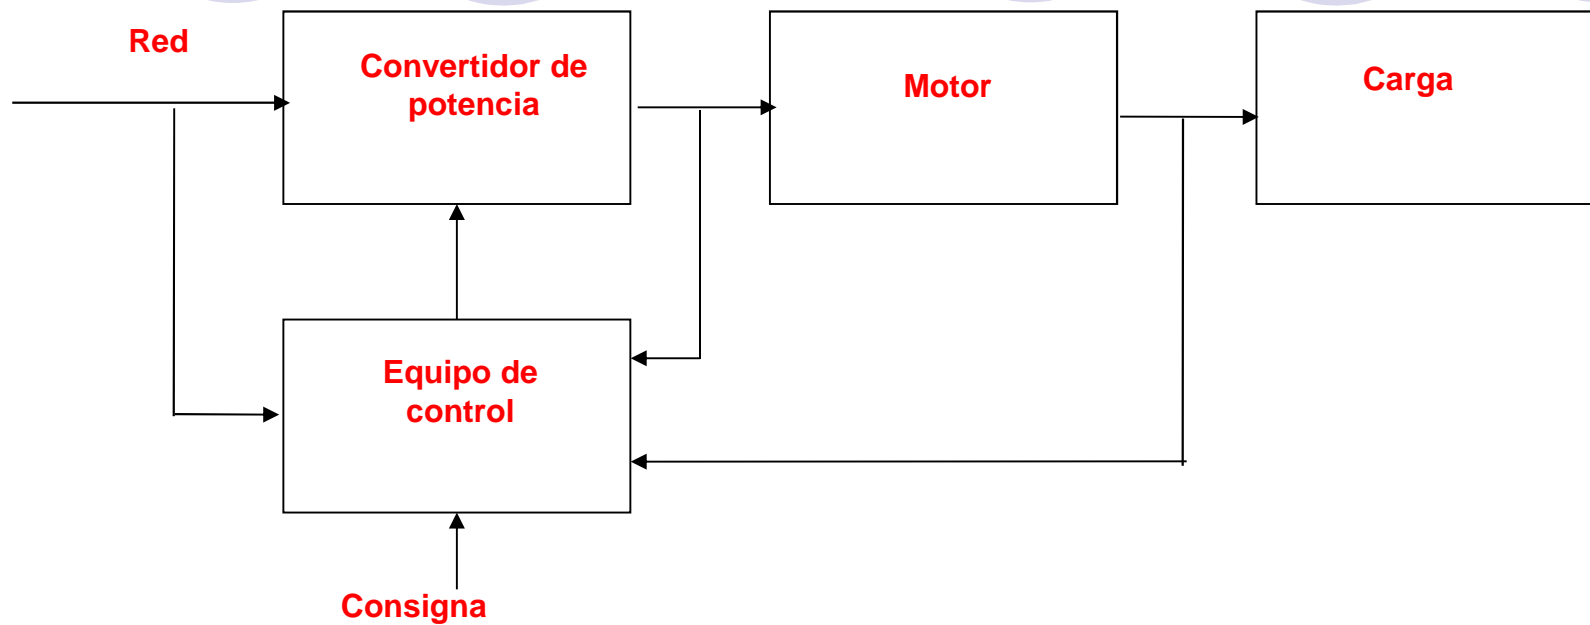 Red
Convertidor de
potencia
Motor
Carga
Equipo de
control
Consigna